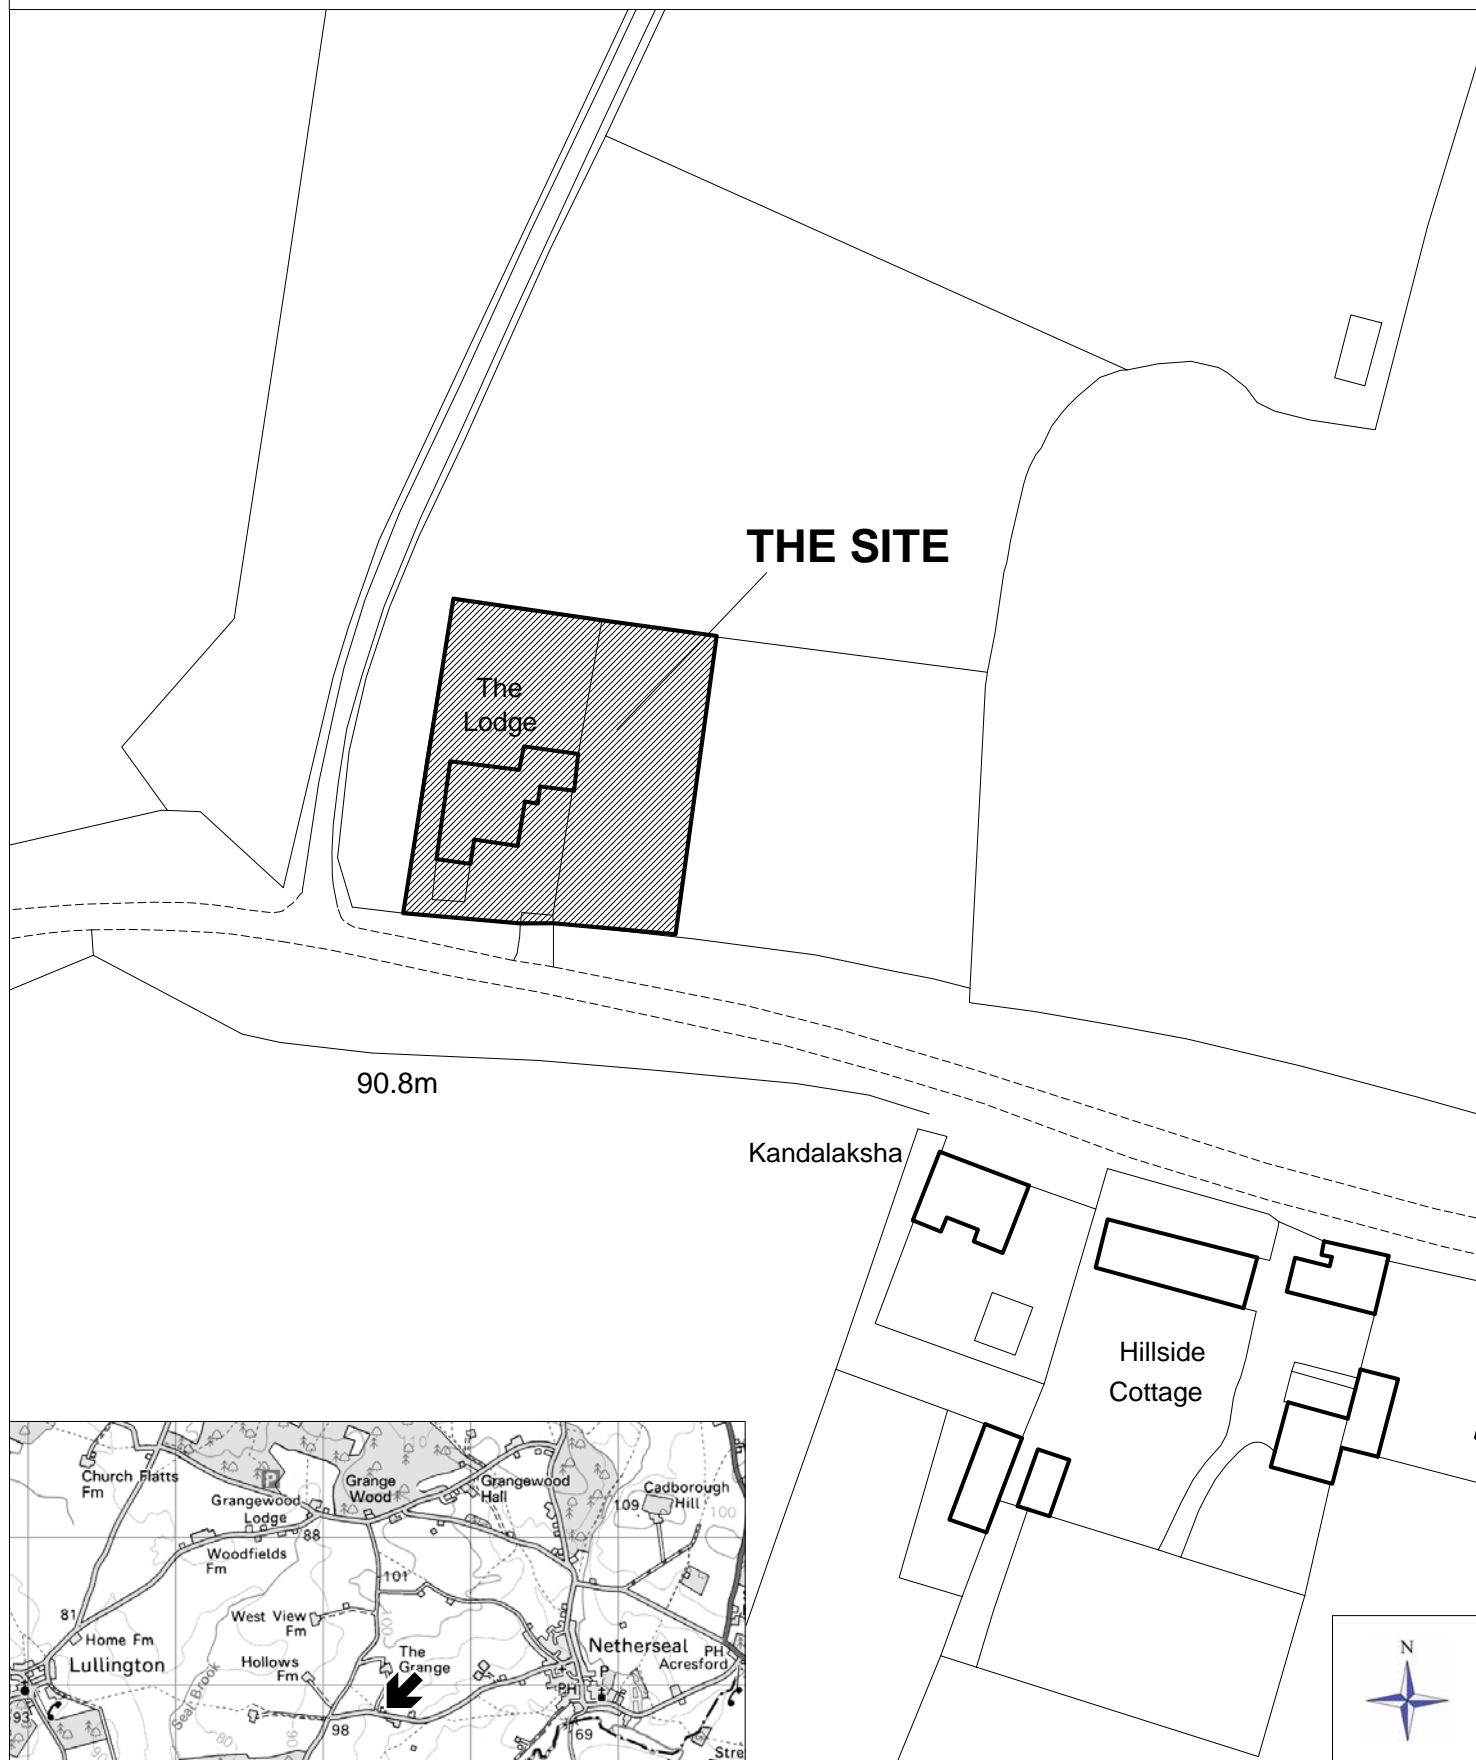 THE SITE
The
Lodge
90.8m
Kandalaksha
Hillside
Cottage
Church Flatts
Fm
Grange
Wood
Grangewood
Hall
Cadborough
Hill
109
100
Grangewood
Lodge
88
Woodfields
Fm
101
81
West View
Fm
100
Home Fm
Lullington
Hollows
Fm
The
Grange
Netherseal
PH
Acresford
P
PH
Seal Brook
93
98
80
90
69
Stre
N